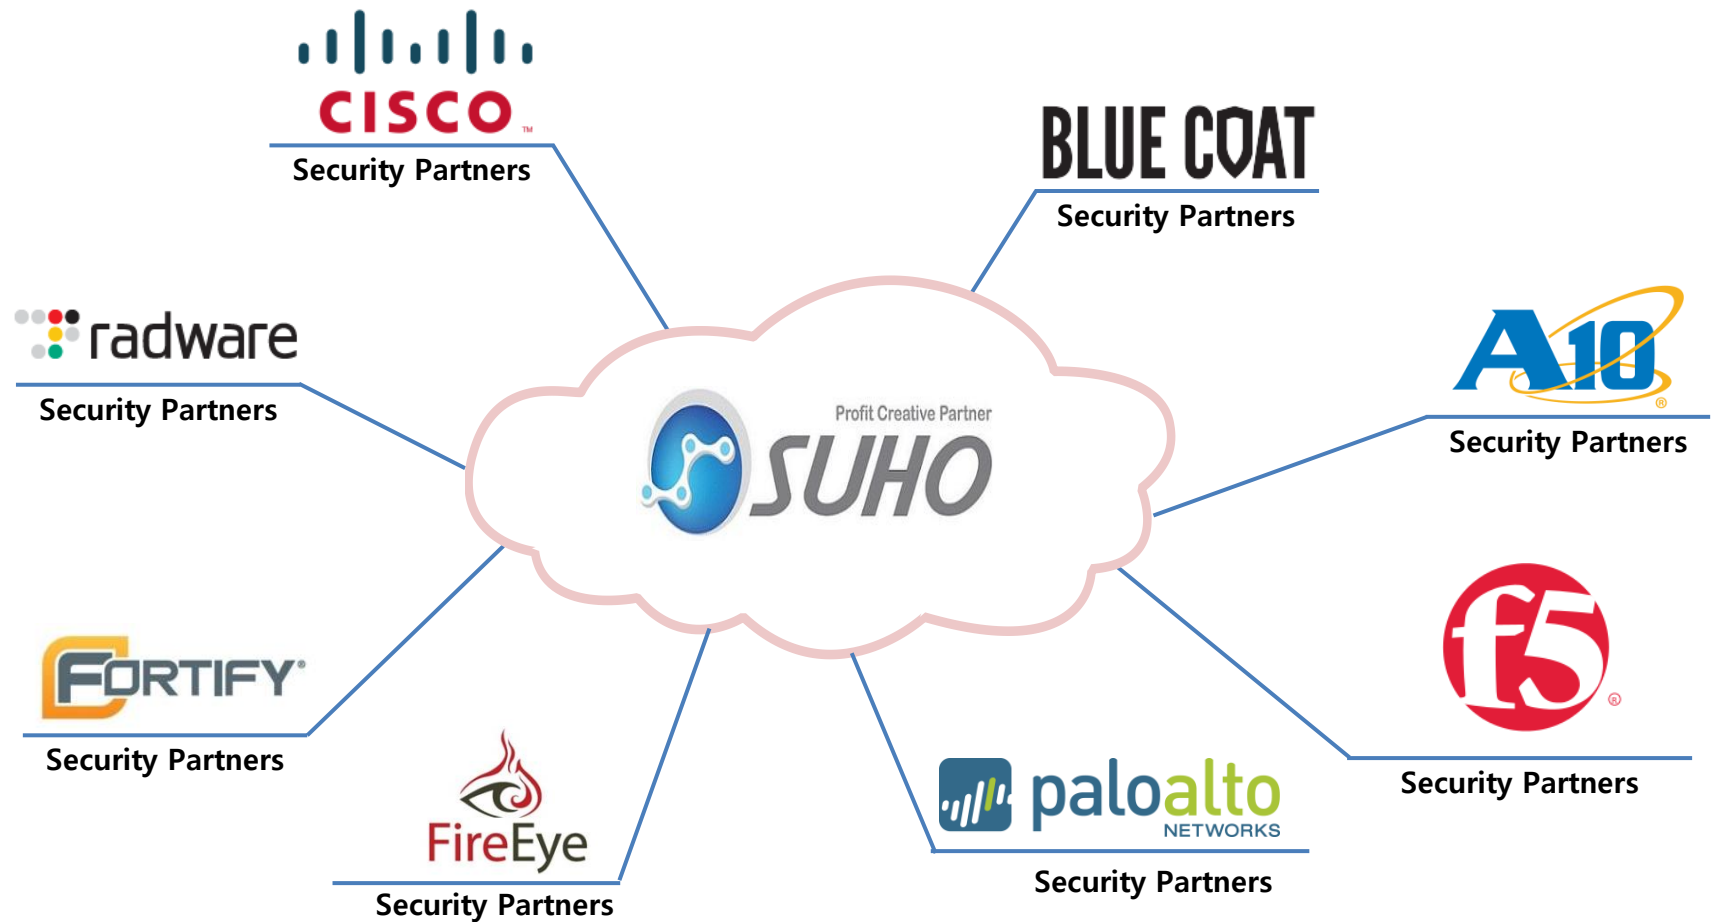 CISCO
TM
Security Partners
BLUE COAT
Security Partners
radware
Security Partners
A10
®
Security Partners
Profit Creative Partner
SUHO
FORTIFY®
Security Partners
f5
®
Security Partners
FireEye
Security Partners
paloalto
NETWORKS
Security Partners